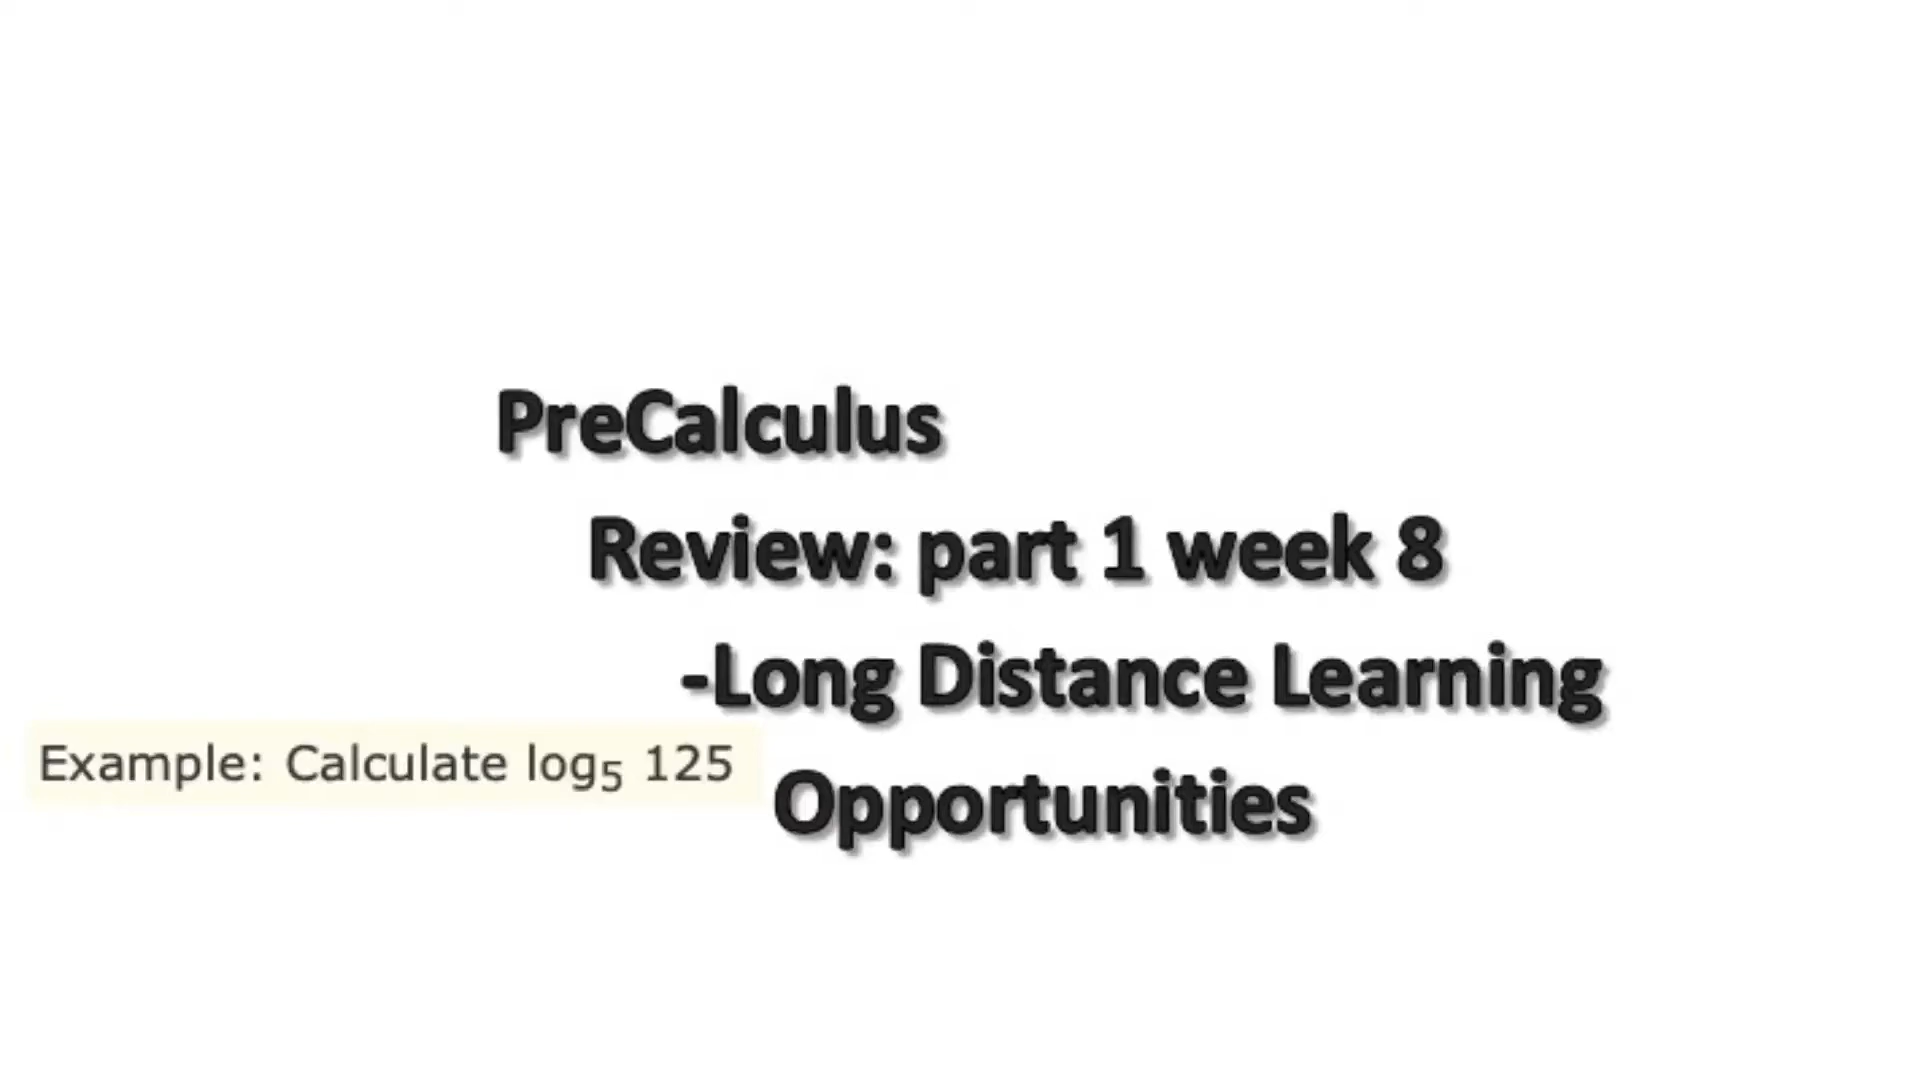 PreCalculus
Review: part 1 week 8
-Long Distance Learning
Example: Calculate log₅ 125
Opportunities